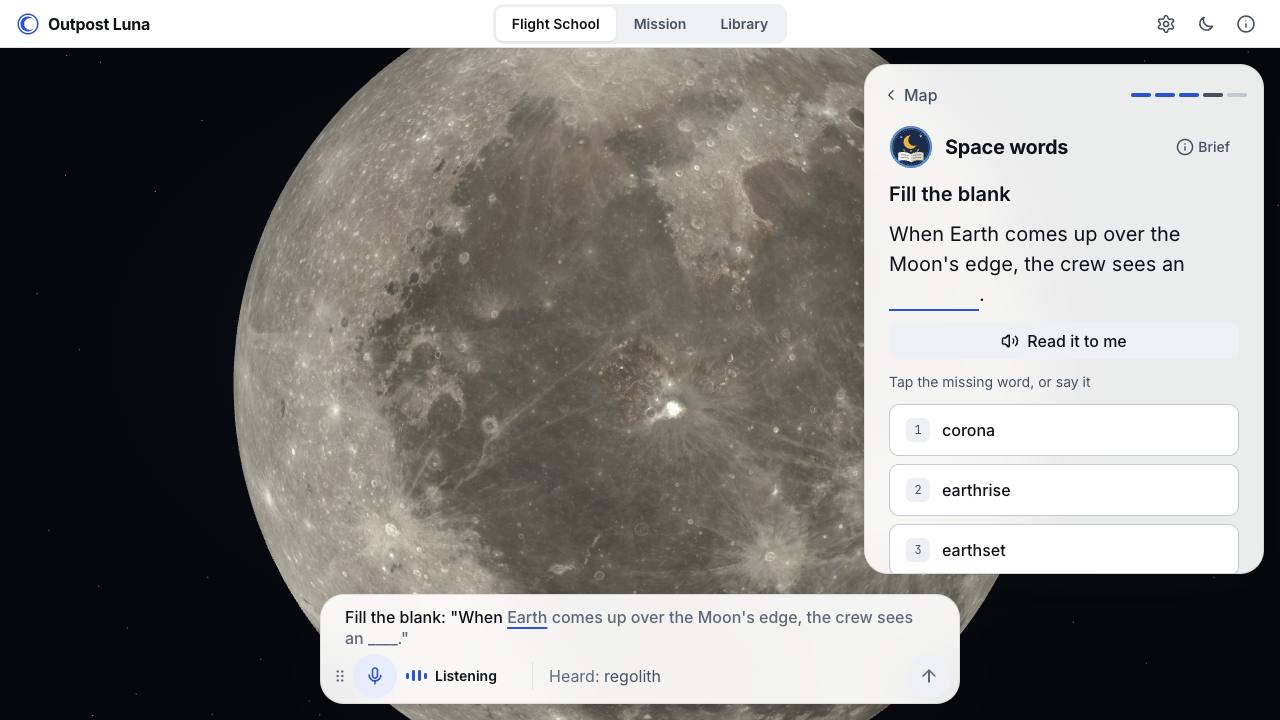 Outpost Luna
Flight School
Mission
Library
Map
Space words
Brief
Fill the blank
When Earth comes up over the
Moon's edge, the crew sees an
________.
Read it to me
Tap the missing word, or say it
1 corona
2 earthrise
3 earthset
Fill the blank: "When Earth comes up over the Moon's edge, the crew sees
an ____."
Listening
Heard: regolith